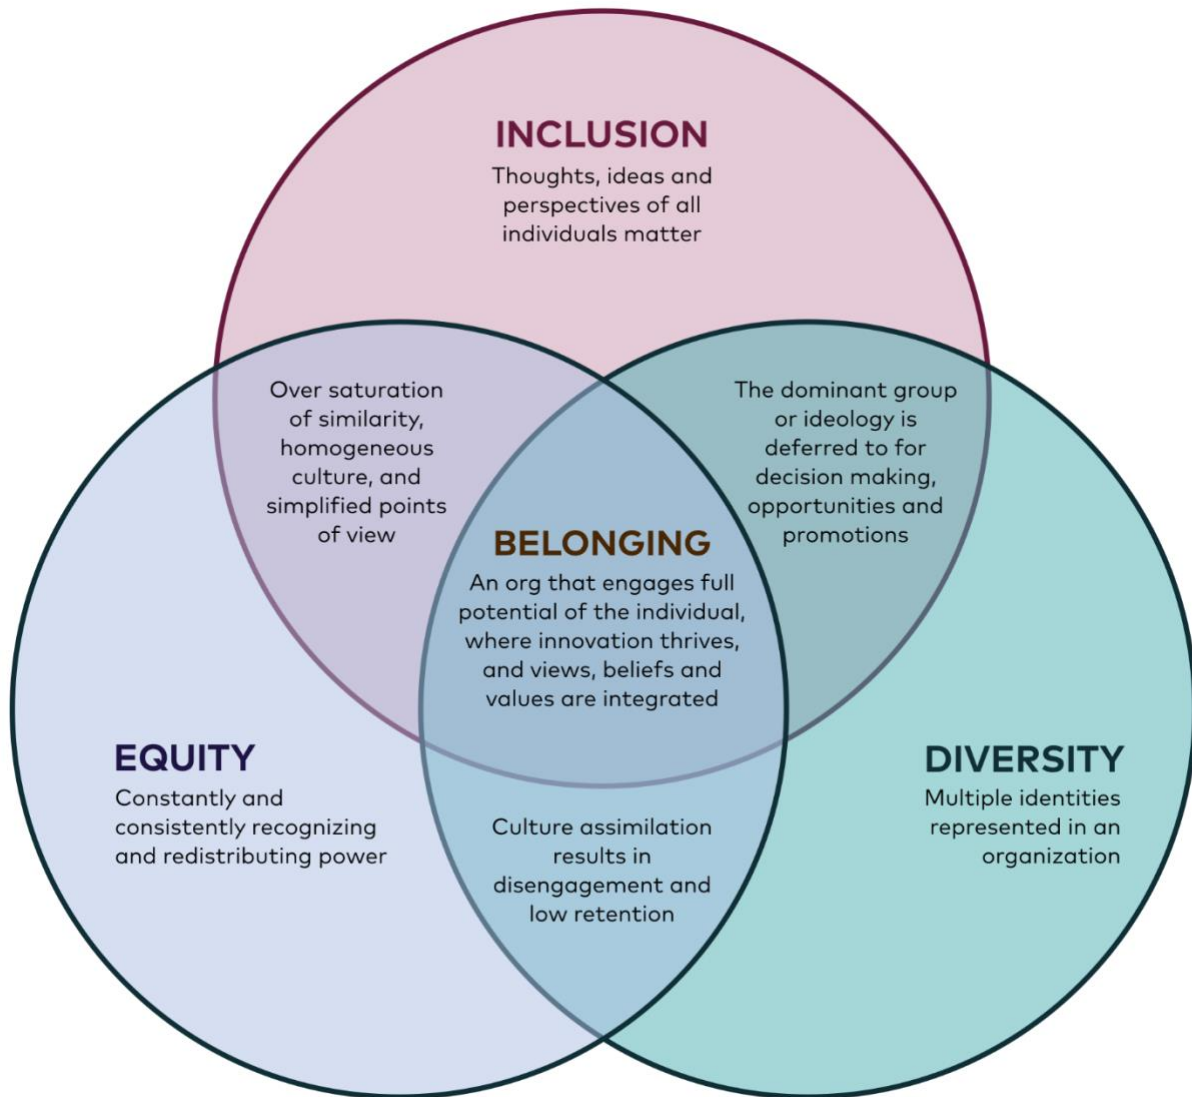 INCLUSION
Thoughts, ideas and
perspectives of all
individuals matter
Over saturation
of similarity,
homogeneous
culture, and
simplified points
of view
The dominant group
or ideology is
deferred to for
decision making,
opportunities and
promotions
BELONGING
An org that engages full
potential of the individual,
where innovation thrives,
and views, beliefs and
values are integrated
EQUITY
Constantly and
consistently recognizing
and redistributing power
DIVERSITY
Multiple identities
represented in an
organization
Culture assimilation
results in
disengagement and
low retention